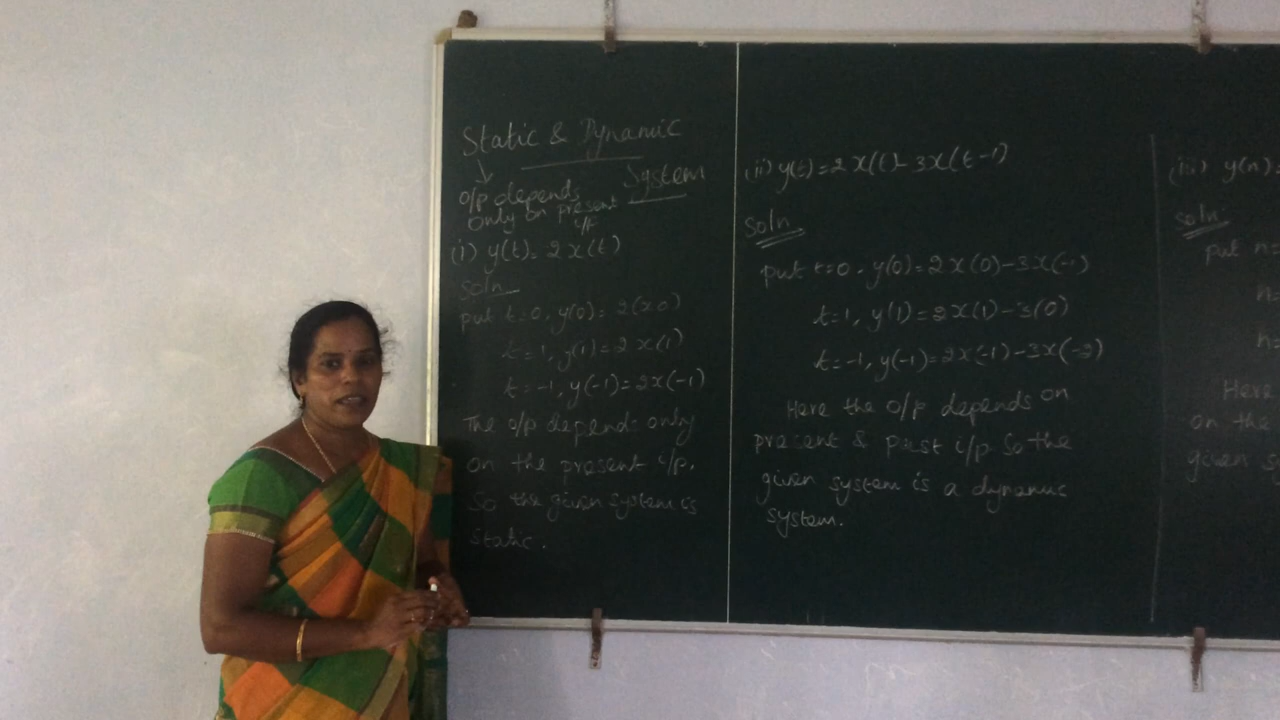 Static & Dynamic
System
O/p depends
only on present
i/p
(i) y(t) = 2x(t)
soln
put t=0, y(0) = 2(x0)
t=1, y(1) = 2x(1)
t=-1, y(-1) = 2x(-1)
The o/p depends only
on the present i/p.
So the given system is
static.
(ii) y(t) = 2x(t) - 3x(t-1)
soln
put t=0, y(0) = 2x(0) - 3x(-1)
t=1, y(1) = 2x(1) - 3(0)
t=-1, y(-1) = 2x(-1) - 3x(-2)
Here the O/p depends on
present & past i/p so the
given system is a dynamic
system.
(iii) y(n) =
soln
put n=
n=
n=
Here
on the
given s